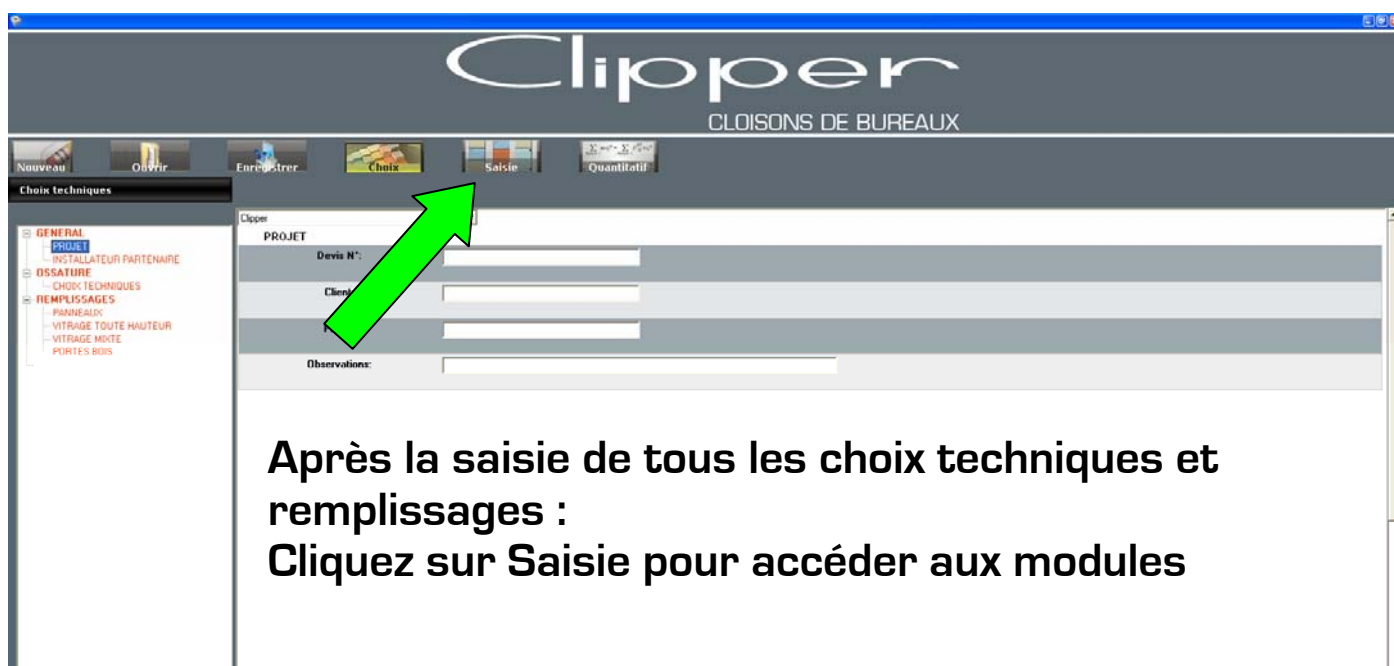 Clipper
CLOISONS DE BUREAUX
Nouveau Ouvrir Enregistrer Choix Saisie Quantitatif
Choix techniques
GENERAL
PROJET
INSTALLATEUR PARTENAIRE
OSSATURE
CHOIX TECHNIQUES
REMPLISSAGES
PANNEAUX
VITRAGE TOUTE HAUTEUR
VITRAGE MIXTE
PORTES BOIS
Clipper
PROJET
Devis N°:
Client
Observations:
Après la saisie de tous les choix techniques et
remplissages :
Cliquez sur Saisie pour accéder aux modules